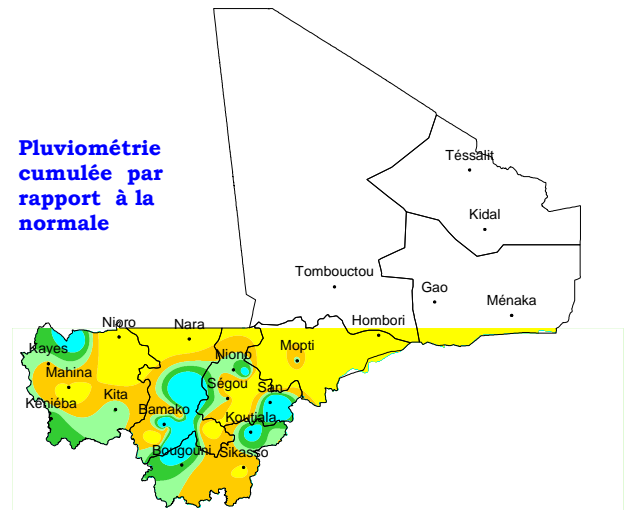 Pluviométrie
cumulée par
rapport à la
normale
Téssalit
Kidal
Tombouctou
Gao
Ménaka
Hombori
Nioro
Nara
Kayes
Niono
Mopti
Mahina
Kita
Ségou
San
Kéniéba
Bamako
Koutiala
Bougouni
Sikasso